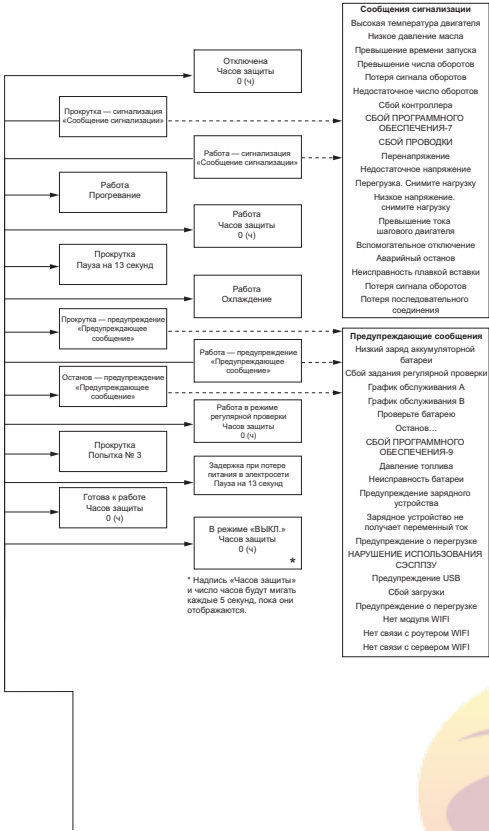 Отключена
Часов защиты
0 (ч)
Прокрутка — сигнализация
«Сообщение сигнализации»
Работа — сигнализация
«Сообщение сигнализации»
Работа
Прогревание
Работа
Часов защиты
0 (ч)
Прокрутка
Пауза на 13 секунд
Работа
Охлаждение
Прокрутка — предупреждение
«Предупреждающее
сообщение»
Работа — предупреждение
«Предупреждающее
сообщение»
Останов — предупреждение
«Предупреждающее
сообщение»
Работа в режиме
регулярной проверки
Часов защиты
0 (ч)
Прокрутка
Попытка № 3
Задержка при потере
питания в электросети
Пауза на 13 секунд
Готова к работе
Часов защиты
0 (ч)
В режиме «ВЫКЛ.»
Часов защиты
0 (ч)
*
* Надпись «Часов защиты»
и число часов будут мигать
каждые 5 секунд, пока они
отображаются.
Сообщения сигнализации
Высокая температура двигателя
Низкое давление масла
Превышение времени запуска
Превышение числа оборотов
Потеря сигнала оборотов
Недостаточное число оборотов
Сбой контроллера
СБОЙ ПРОГРАММНОГО
ОБЕСПЕЧЕНИЯ-7
СБОЙ ПРОВОДКИ
Перенапряжение
Недостаточное напряжение
Перегрузка. Снимите нагрузку
Низкое напряжение.
снимите нагрузку
Превышение тока
шагового двигателя
Вспомогательное отключение
Аварийный останов
Неисправность плавкой вставки
Потеря сигнала оборотов
Потеря последовательного
соединения
Предупреждающие сообщения
Низкий заряд аккумуляторной
батареи
Сбой задания регулярной проверки
График обслуживания A
График обслуживания B
Проверьте батарею
Останов…
СБОЙ ПРОГРАММНОГО
ОБЕСПЕЧЕНИЯ-9
Давление топлива
Неисправность батареи
Предупреждение зарядного
устройства
Зарядное устройство не
получает переменный ток
Предупреждение о перегрузке
НАРУШЕНИЕ ИСПОЛЬЗОВАНИЯ
СЭСППЗУ
Предупреждение USB
Сбой загрузки
Предупреждение о перегрузке
Нет модуля WIFI
Нет связи с роутером WIFI
Нет связи с сервером WIFI